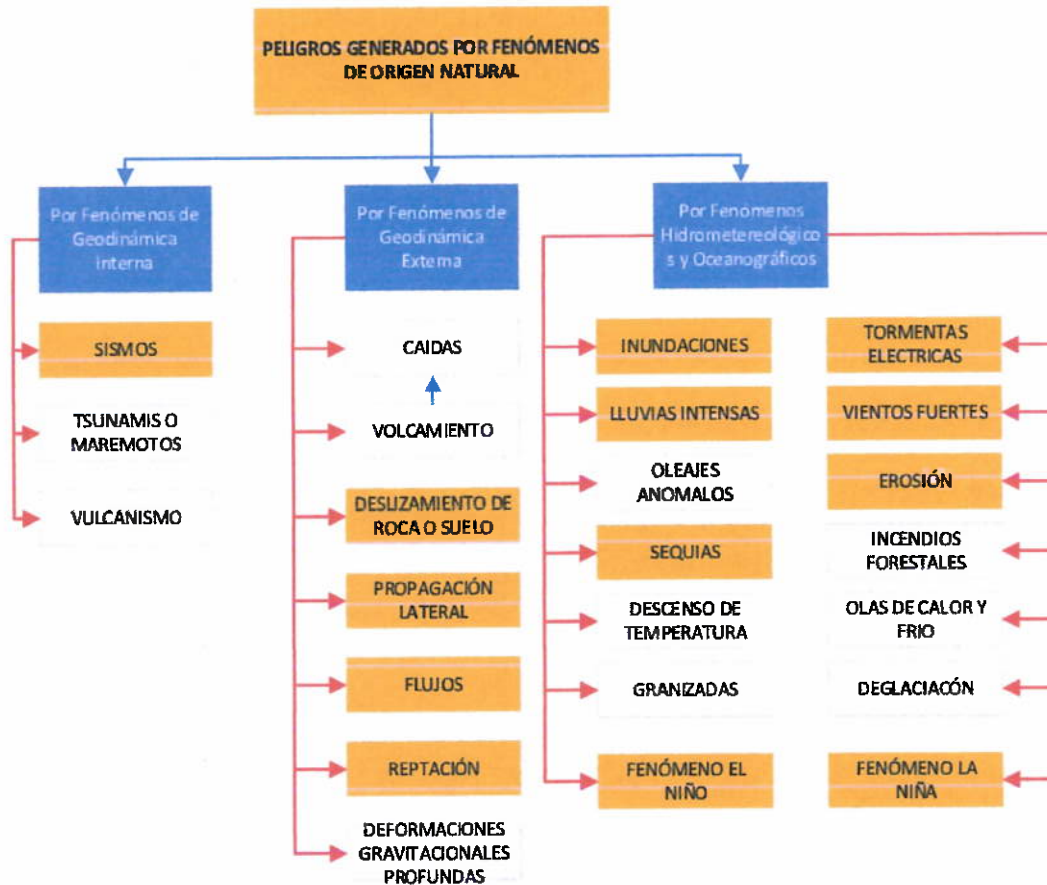 PELIGROS GENERADOS POR FENÓMENOS
DE ORIGEN NATURAL
Por Fenómenos de
Geodinámica
Interna
Por Fenómenos de
Geodinámica
Externa
Por Fenómenos
Hidrometereológico
s y Oceanográficos
SISMOS
TSUNAMIS O
MAREMOTOS
VULCANISMO
CAIDAS
VOLCAMIENTO
DESLIZAMIENTO DE
ROCA O SUELO
PROPAGACIÓN
LATERAL
FLUJOS
REPTACIÓN
DEFORMACIONES
GRAVITACIONALES
PROFUNDAS
INUNDACIONES
LLUVIAS INTENSAS
OLEAJES
ANOMALOS
SEQUIAS
DESCENSO DE
TEMPERATURA
GRANIZADAS
FENÓMENO EL
NIÑO
TORMENTAS
ELECTRICAS
VIENTOS FUERTES
EROSIÓN
INCENDIOS
FORESTALES
OLAS DE CALOR Y
FRIO
DEGLACIACÓN
FENÓMENO LA
NIÑA